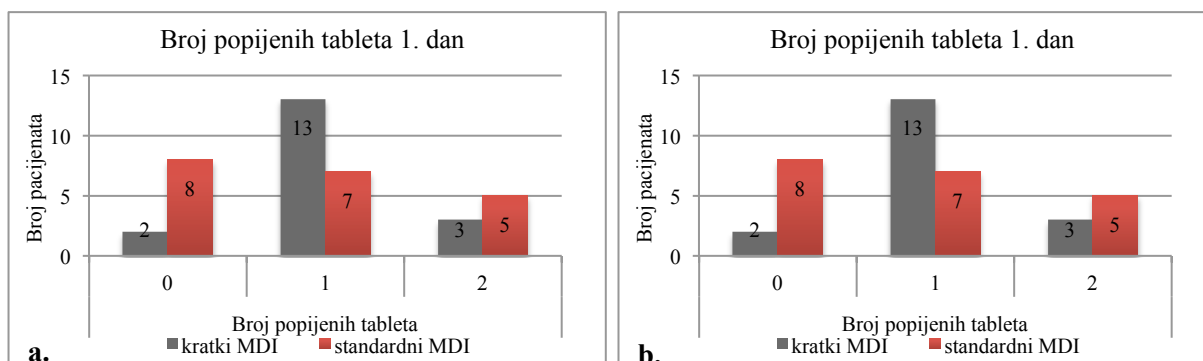 Broj popijenih tableta 1. dan
15
10
5
0
Broj pacijenata
2
8
13
7
3
5
0 1 2
Broj popijenih tableta
kratki MDI standardni MDI
a.
Broj popijenih tableta 1. dan
15
10
5
0
Broj pacijenata
2
8
13
7
3
5
0 1 2
Broj popijenih tableta
kratki MDI standardni MDI
b.